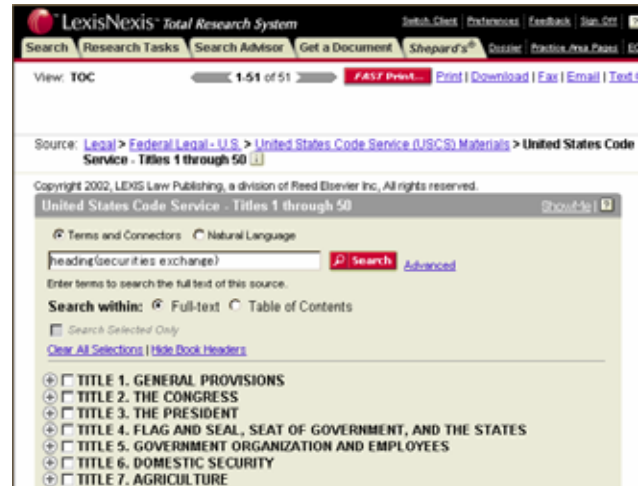 LexisNexis™ Total Research System
Switch Client | Preferences | Feedback | Sign Off | ?
Search Research Tasks Search Advisor Get a Document Shepard's® Dossier Practice Area Pages
View: TOC 1-51 of 51 FAST Print... Print | Download | Fax | Email | Text
Source: Legal > Federal Legal - U.S. > United States Code Service (USCS) Materials > United States Code
Service - Titles 1 through 50 i
Copyright 2002, LEXIS Law Publishing, a division of Reed Elsevier Inc, All rights reserved.
United States Code Service - Titles 1 through 50 ShowMe | ?
Terms and Connectors Natural Language
heading(securities exchange) Search Advanced
Enter terms to search the full text of this source.
Search within: Full-text Table of Contents
Search Selected Only
Clear All Selections | Hide Book Headers
TITLE 1. GENERAL PROVISIONS
TITLE 2. THE CONGRESS
TITLE 3. THE PRESIDENT
TITLE 4. FLAG AND SEAL, SEAT OF GOVERNMENT, AND THE STATES
TITLE 5. GOVERNMENT ORGANIZATION AND EMPLOYEES
TITLE 6. DOMESTIC SECURITY
TITLE 7. AGRICULTURE